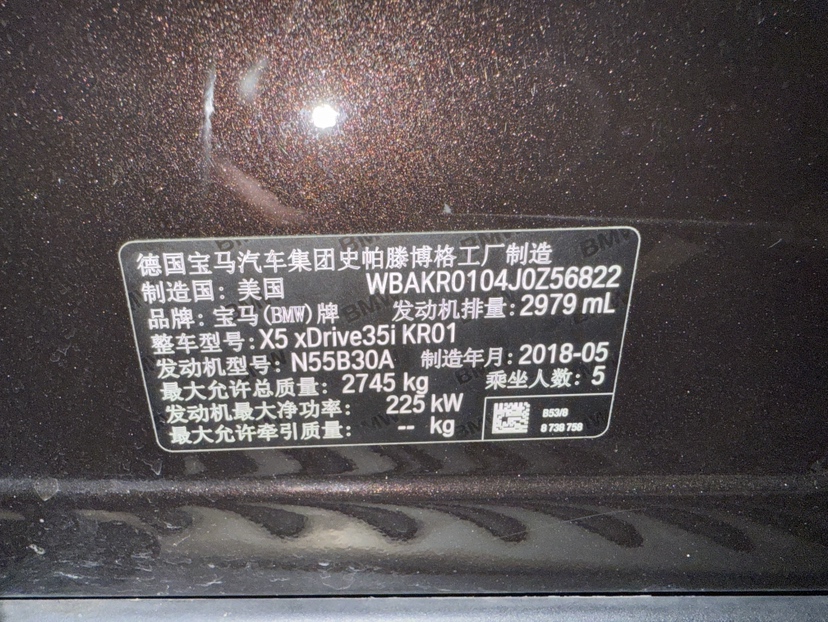 德国宝马汽车集团史帕滕博格工厂制造
制造国: 美国 WBAKR0104J0Z56822
品牌: 宝马(BMW)牌 发动机排量: 2979 mL
整车型号: X5 xDrive35i KR01
发动机型号: N55B30A 制造年月: 2018-05
最大允许总质量: 2745 kg 乘坐人数: 5
发动机最大净功率: 225 kW
最大允许牵引质量: -- kg
B53/B
8 738 758